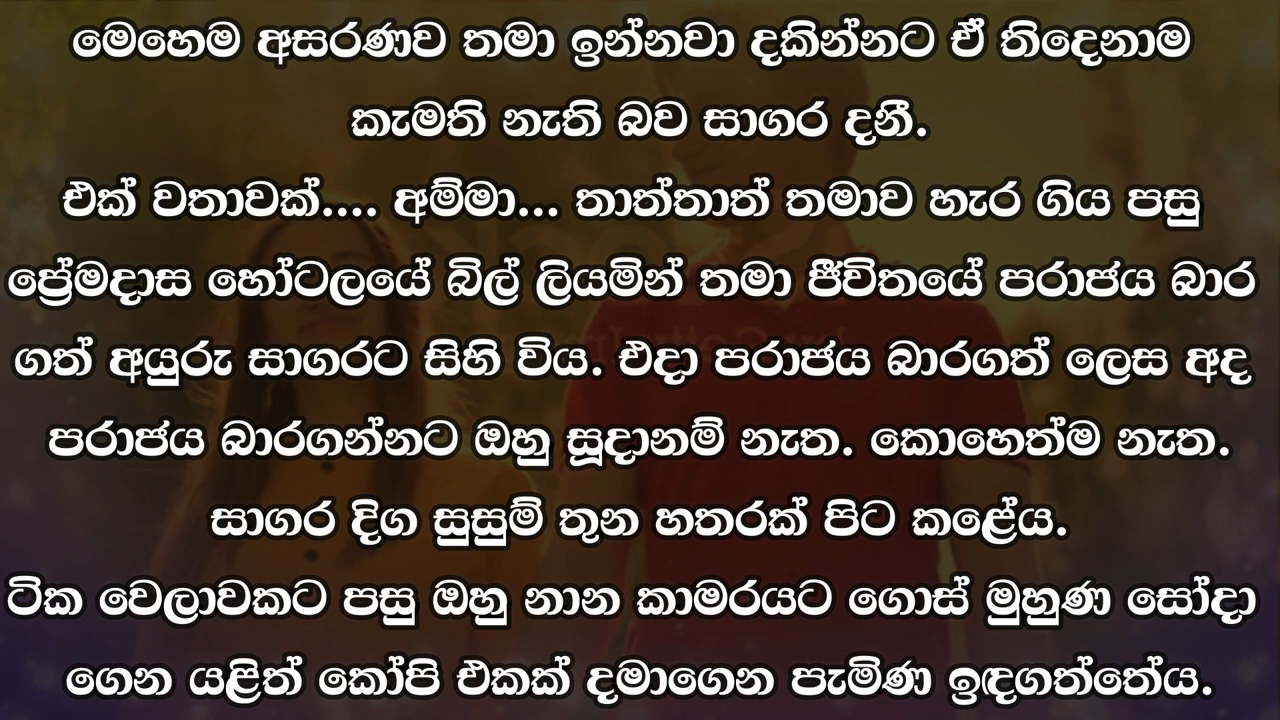 මෙහෙම අසරණව තමා ඉන්නවා දකින්නට ඒ තිදෙනාම
කැමති නැති බව සාගර දනී.
එක් වතාවක්.... අම්මා... තාත්තාත් තමාව හැර ගිය පසු
ප්‍රේමදාස හෝටලයේ බිල් ලියමින් තමා ජීවිතයේ පරාජය බාර
ගත් අයුරු සාගරට සිහි විය. එදා පරාජය බාරගත් ලෙස අද
පරාජය බාරගන්නට ඔහු සූදානම් නැත. කොහෙත්ම නැත.
සාගර දිග සුසුම් තුන හතරක් පිට කළේය.
ටික වෙලාවකට පසු ඔහු නාන කාමරයට ගොස් මුහුණ සෝදා
ගෙන යළිත් කෝපි එකක් දමාගෙන පැමිණ ඉඳගත්තේය.